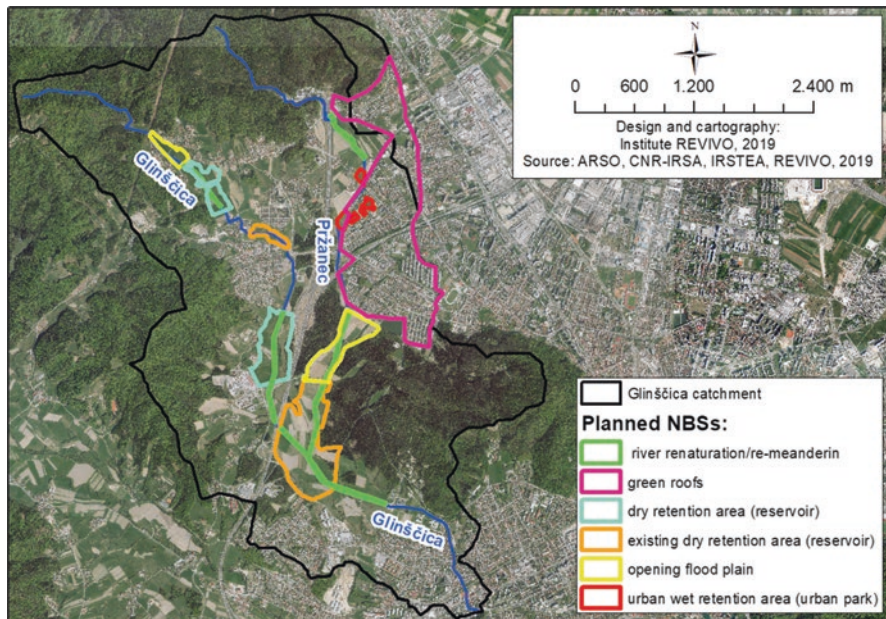 N
0 600 1.200 2.400 m
Design and cartography:
Institute REVIVO, 2019
Source: ARSO, CNR-IRSA, IRSTEA, REVIVO, 2019
Glinščica
Pržanec
Glinščica
Glinščica catchment
Planned NBSs:
river renaturation/re-meanderin
green roofs
dry retention area (reservoir)
existing dry retention area (reservoir)
opening flood plain
urban wet retention area (urban park)